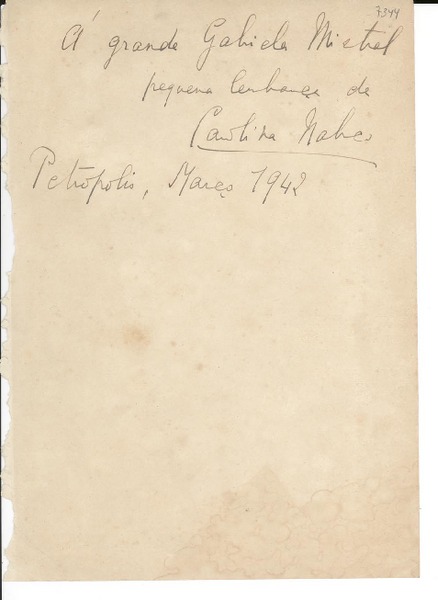 7344
Á grande Gabriela Mistral
pequena lembrança de
Carolina Nabuco
Petrópolis, Março 1942